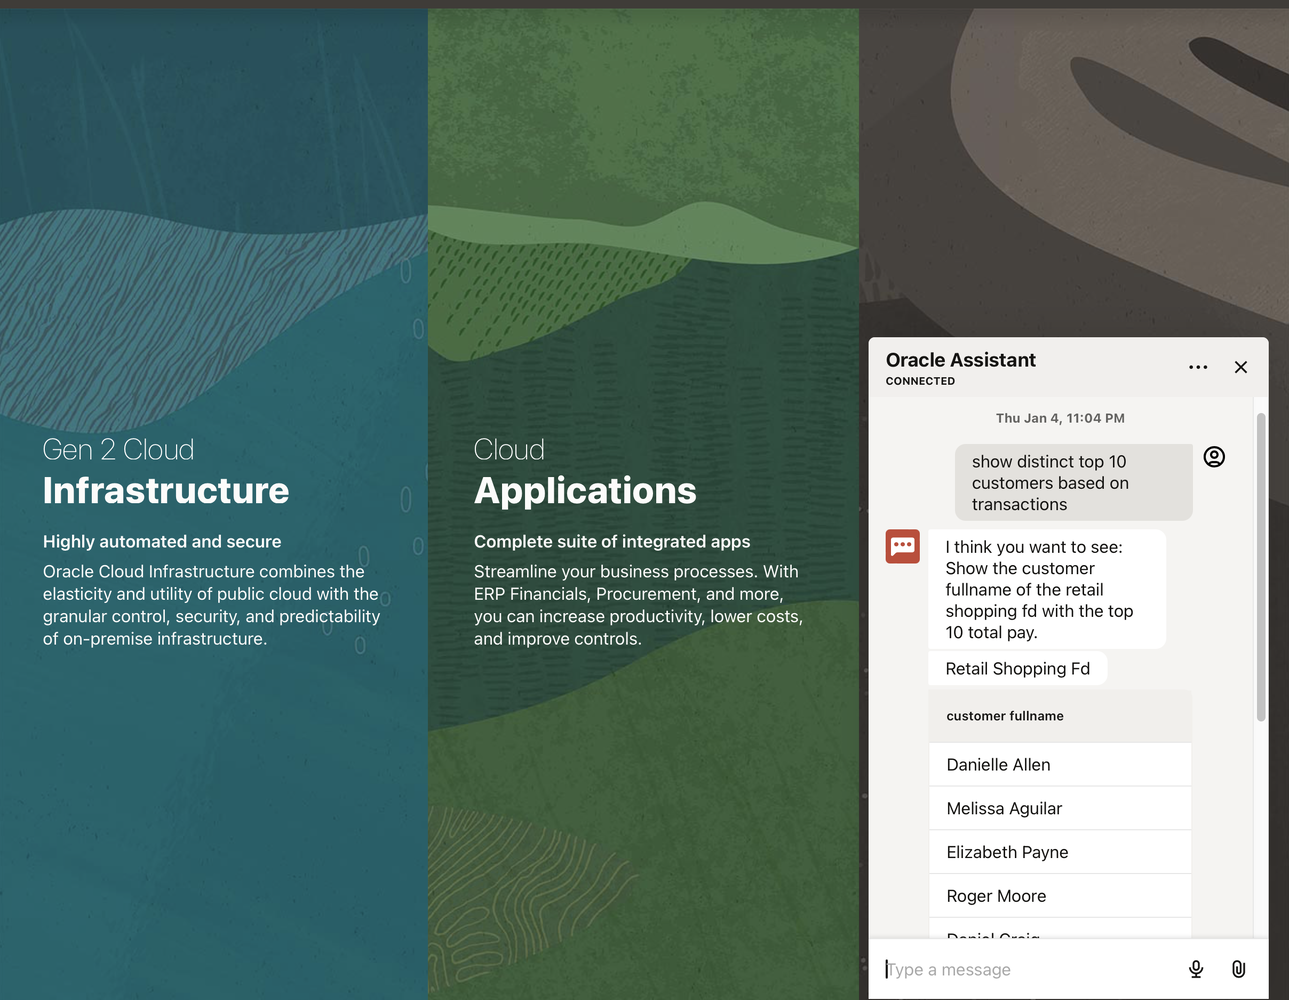 Gen 2 Cloud
Infrastructure
Highly automated and secure
Oracle Cloud Infrastructure combines the
elasticity and utility of public cloud with the
granular control, security, and predictability
of on-premise infrastructure.
Cloud
Applications
Complete suite of integrated apps
Streamline your business processes. With
ERP Financials, Procurement, and more,
you can increase productivity, lower costs,
and improve controls.
Oracle Assistant
CONNECTED
Thu Jan 4, 11:04 PM
show distinct top 10
customers based on
transactions
I think you want to see:
Show the customer
fullname of the retail
shopping fd with the top
10 total pay.
Retail Shopping Fd
customer fullname
Danielle Allen
Melissa Aguilar
Elizabeth Payne
Roger Moore
Daniel Craig
Type a message